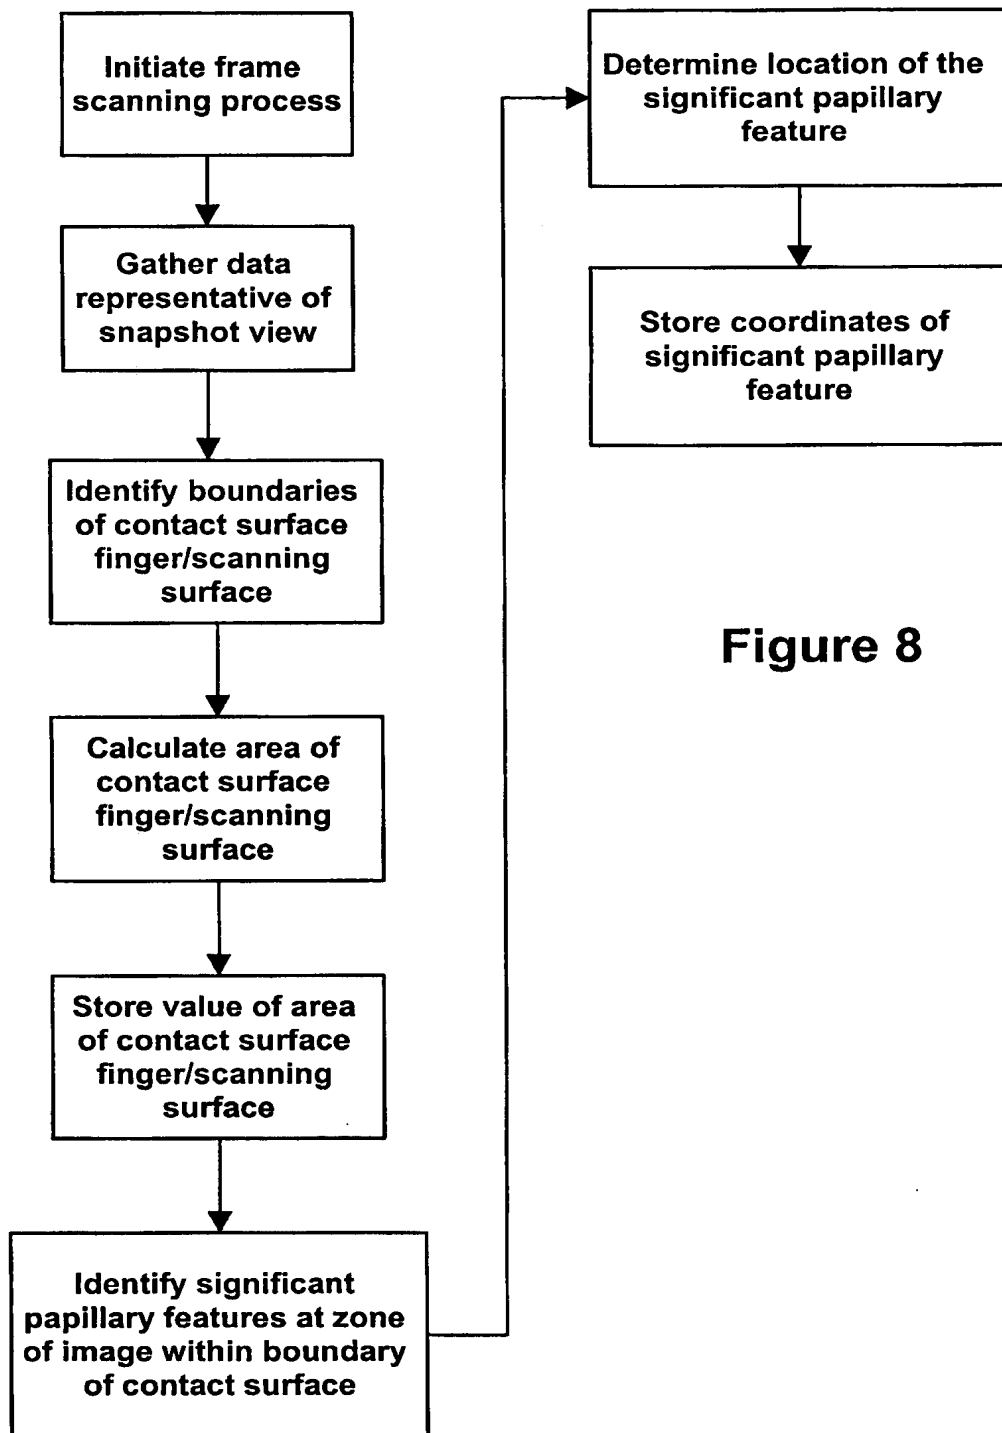 Initiate frame
scanning process
Gather data
representative of
snapshot view
Identify boundaries
of contact surface
finger/scanning
surface
Calculate area of
contact surface
finger/scanning
surface
Store value of area
of contact surface
finger/scanning
surface
Identify significant
papillary features at zone
of image within boundary
of contact surface
Determine location of the
significant papillary
feature
Store coordinates of
significant papillary
feature
Figure 8